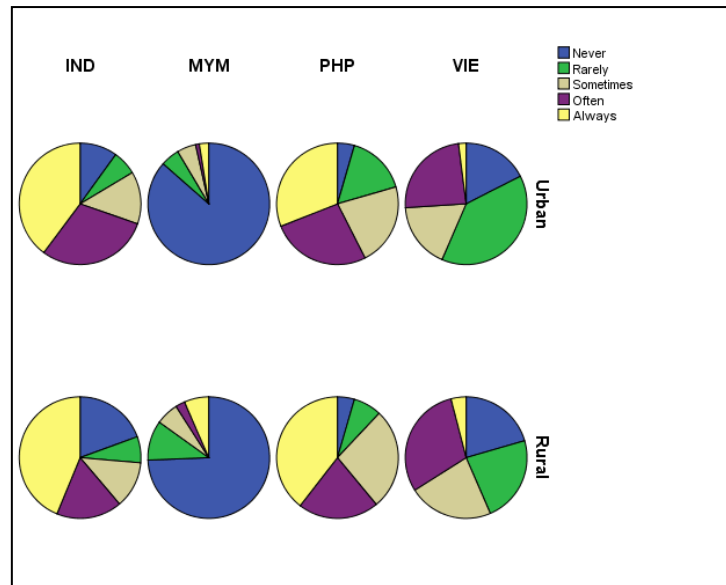 IND MYM PHP VIE
Never
Rarely
Sometimes
Often
Always
Urban
Rural